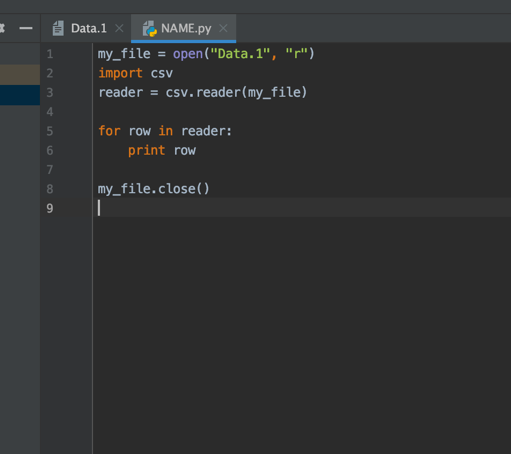 Data.1 NAME.py
1 my_file = open("Data.1", "r")
2 import csv
3 reader = csv.reader(my_file)
4
5 for row in reader:
6     print row
7
8 my_file.close()
9